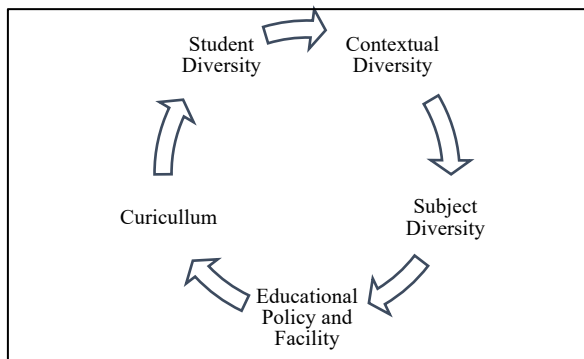 Student
Diversity
Contextual
Diversity
Subject
Diversity
Educational
Policy and
Facility
Curicullum